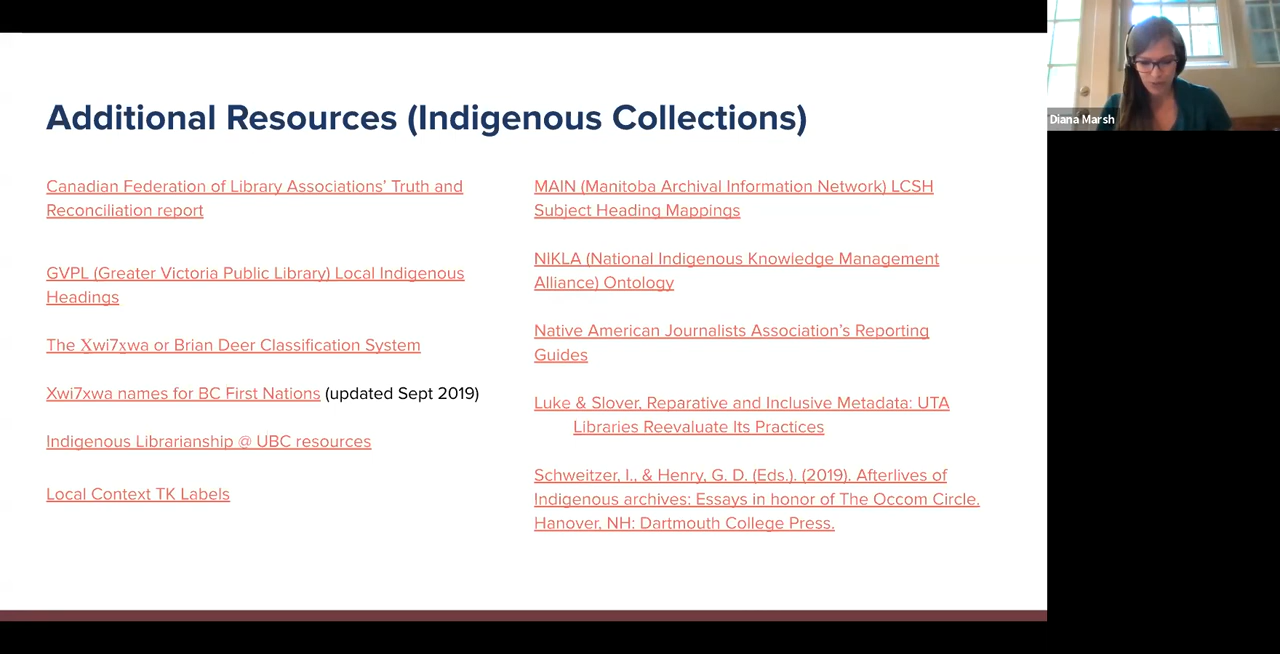 Additional Resources (Indigenous Collections)
Canadian Federation of Library Associations’ Truth and
Reconciliation report
GVPL (Greater Victoria Public Library) Local Indigenous
Headings
The X̱wi7x̱wa or Brian Deer Classification System
Xwi7xwa names for BC First Nations (updated Sept 2019)
Indigenous Librarianship @ UBC resources
Local Context TK Labels
MAIN (Manitoba Archival Information Network) LCSH
Subject Heading Mappings
NIKLA (National Indigenous Knowledge Management
Alliance) Ontology
Native American Journalists Association’s Reporting
Guides
Luke & Slover, Reparative and Inclusive Metadata: UTA
Libraries Reevaluate Its Practices
Schweitzer, I., & Henry, G. D. (Eds.). (2019). Afterlives of
Indigenous archives: Essays in honor of The Occom Circle.
Hanover, NH: Dartmouth College Press.
Diana Marsh